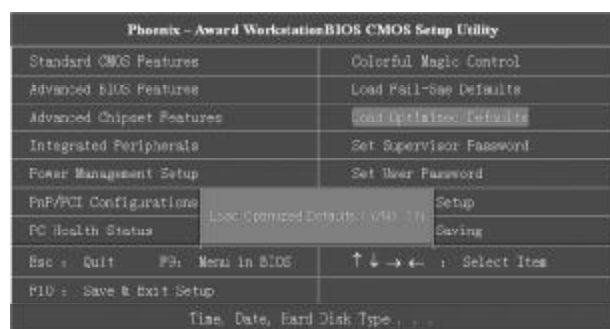 Phoenix – Award WorkstationBIOS CMOS Setup Utility
Standard CMOS Features
Advanced BIOS Features
Advanced Chipset Features
Integrated Peripherals
Power Management Setup
PnP/PCI Configurations
PC Health Status
Colorful Magic Control
Load Fail-Sae Defaults
Load Optimized Defaults
Set Supervisor Password
Set User Password
Setup
Saving
Load Optimized Defaults (Y/N)? N
Esc : Quit F9: Menu in BIOS
↑ ↓ → ← : Select Item
F10 : Save & Exit Setup
Time, Date, Hard Disk Type . . .